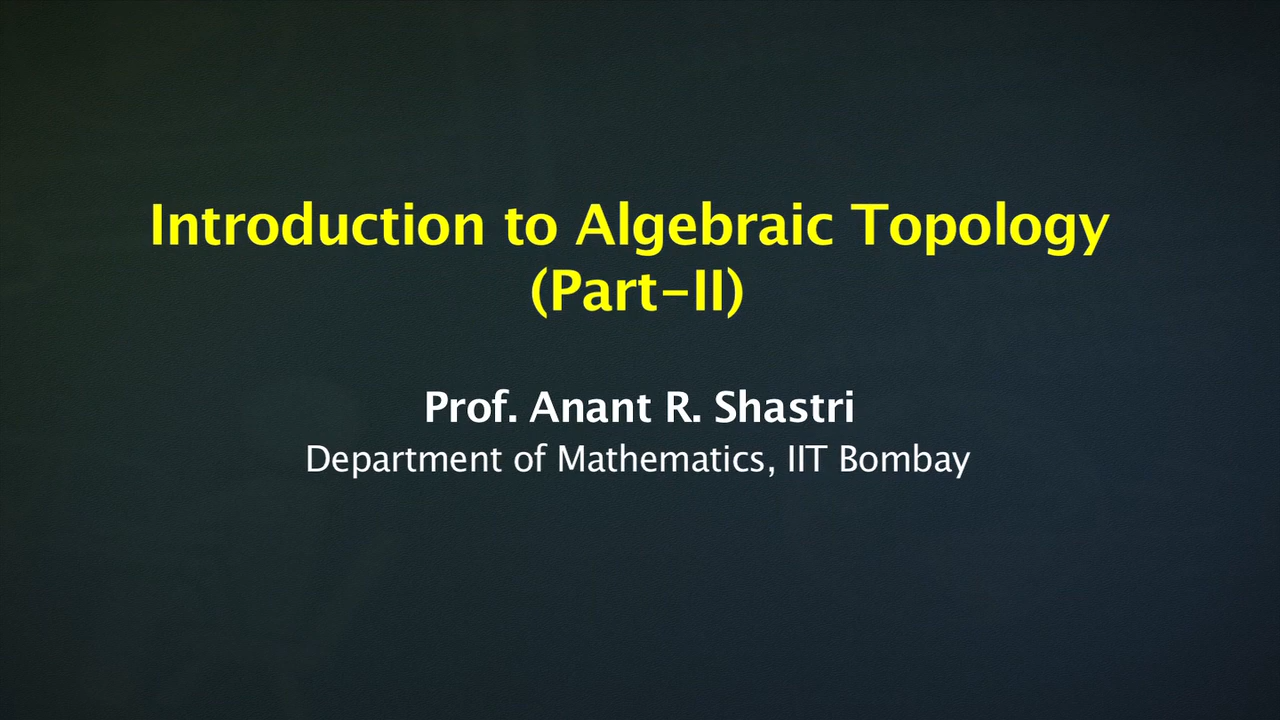 Introduction to Algebraic Topology
(Part-II)
Prof. Anant R. Shastri
Department of Mathematics, IIT Bombay